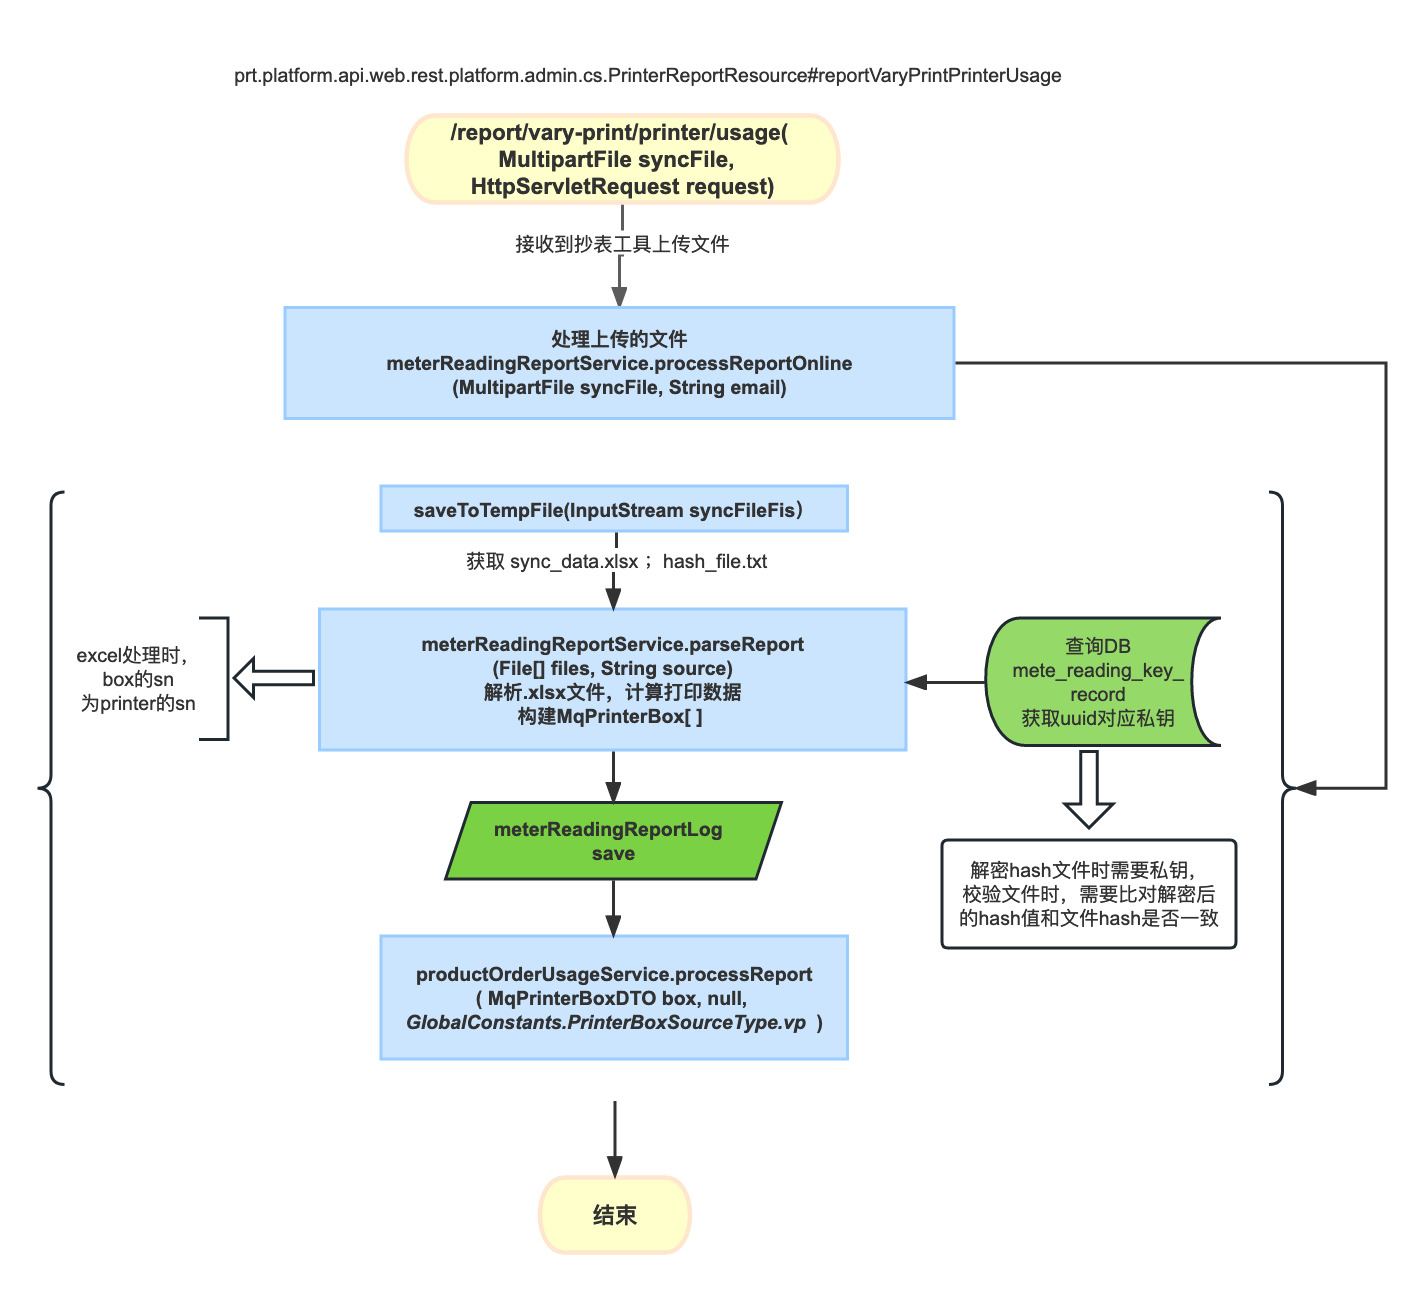 prt.platform.api.web.rest.platform.admin.cs.PrinterReportResource#reportVaryPrintPrinterUsage
/report/vary-print/printer/usage(
MultipartFile syncFile,
HttpServletRequest request)
接收到抄表工具上传文件
处理上传的文件
meterReadingReportService.processReportOnline
(MultipartFile syncFile, String email)
saveToTempFile(InputStream syncFileFis）
获取 sync_data.xlsx ；hash_file.txt
excel处理时，
box的sn
为printer的sn
meterReadingReportService.parseReport
(File[] files, String source)
解析.xlsx文件，计算打印数据
构建MqPrinterBox[ ]
查询DB
mete_reading_key_
record
获取uuid对应私钥
meterReadingReportLog
save
解密hash文件时需要私钥，
校验文件时，需要比对解密后
的hash值和文件hash是否一致
productOrderUsageService.processReport
( MqPrinterBoxDTO box, null,
GlobalConstants.PrinterBoxSourceType.vp )
结束